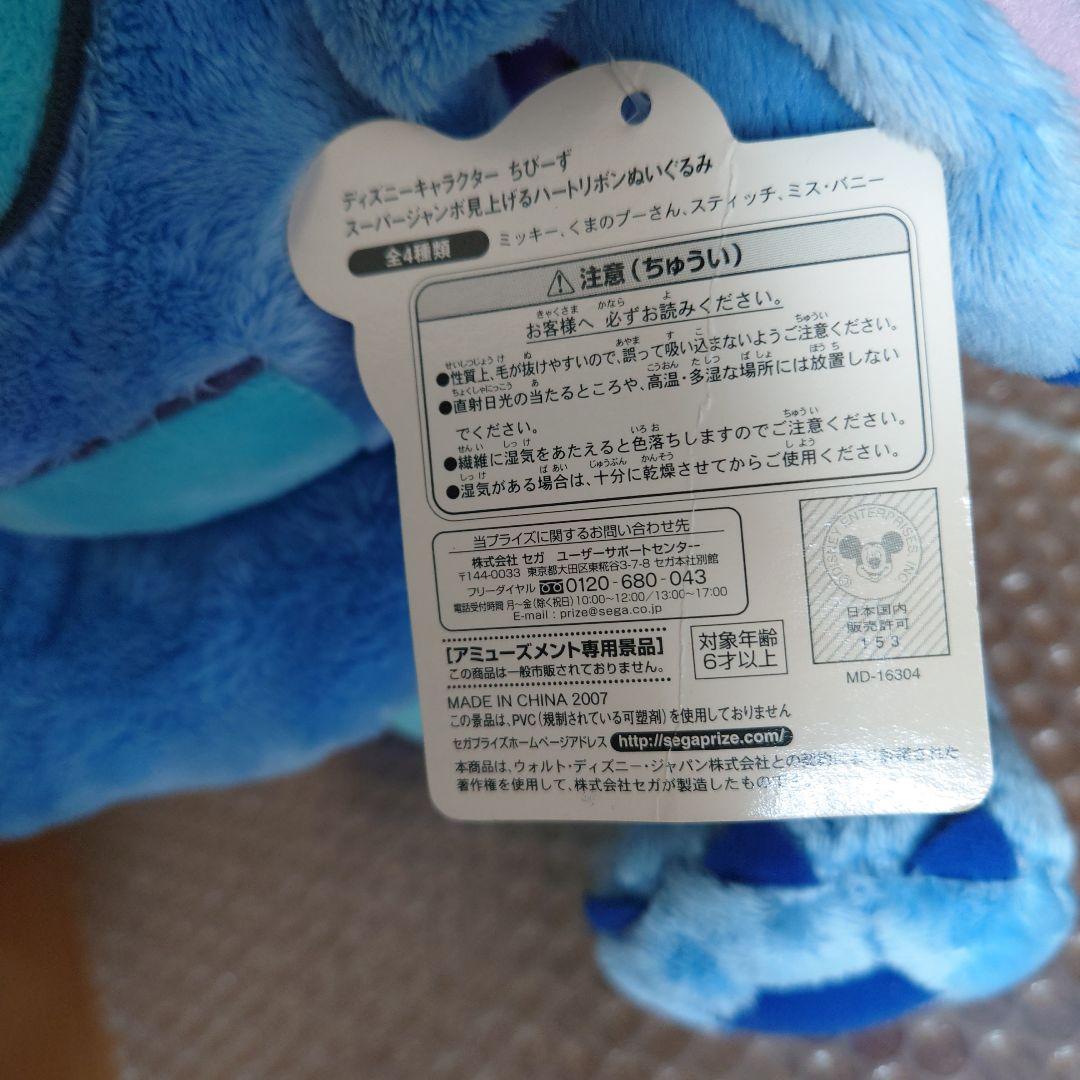 ディズニーキャラクター ちびーず
スーパージャンボ見上げるハートリボンぬいぐるみ
全4種類 ミッキー、くまのプーさん、スティッチ、ミス・バニー
注意(ちゅうい)
お客様へ 必ずお読みください。
●性質上、毛が抜けやすいので、誤って吸い込まないようご注意ください。
●直射日光の当たるところや、高温・多湿な場所には放置しない
でください。
●繊維に湿気をあたえると色落ちしますのでご注意ください。
●湿気がある場合は、十分に乾燥させてからご使用ください。
当プライズに関するお問い合わせ先
株式会社 セガ ユーザーサポートセンター
〒144-0033 東京都大田区東糀谷3-7-8 セガ本社別館
フリーダイヤル 0120-680-043
電話受付時間 月〜金(除く祝日)10:00〜12:00/13:00〜17:00
E-mail : prize@sega.co.jp
©DISNEY ENTERPRISES, INC.
日本国内
販売許可
153
MD-16304
[アミューズメント専用景品]
この商品は一般市販されておりません。
対象年齢
6才以上
MADE IN CHINA 2007
この景品は、PVC(規制されている可塑剤)を使用しておりません
セガプライズホームページアドレス http://segaprize.com/
本商品は、ウォルト・ディズニー・ジャパン株式会社との契約により許諾された
著作権を使用して、株式会社セガが製造したもので